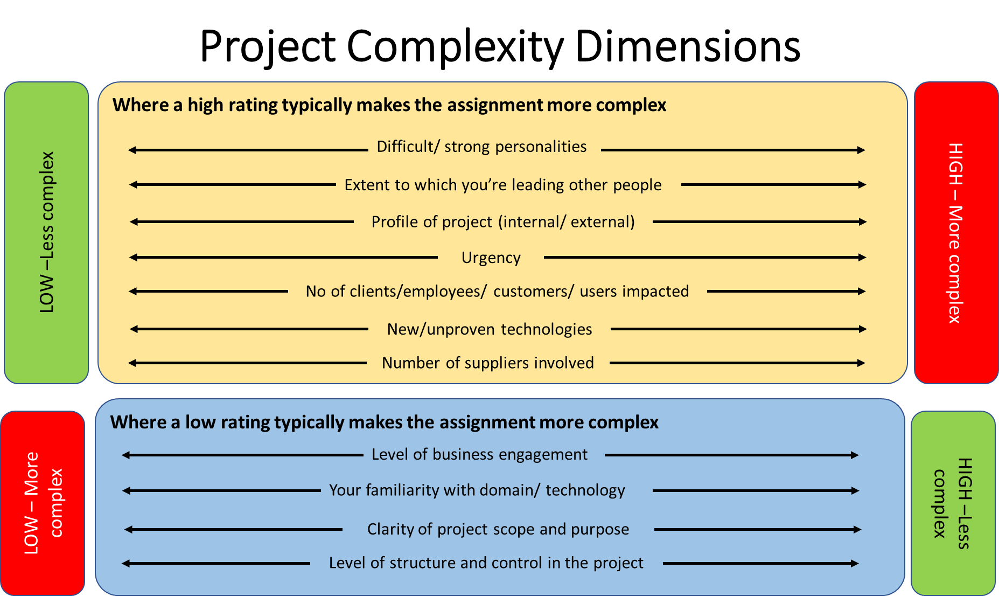 Project Complexity Dimensions
LOW –Less complex
Where a high rating typically makes the assignment more complex
Difficult/ strong personalities
Extent to which you’re leading other people
Profile of project (internal/ external)
Urgency
No of clients/employees/ customers/ users impacted
New/unproven technologies
Number of suppliers involved
HIGH – More complex
LOW – More
complex
Where a low rating typically makes the assignment more complex
Level of business engagement
Your familiarity with domain/ technology
Clarity of project scope and purpose
Level of structure and control in the project
HIGH –Less
complex